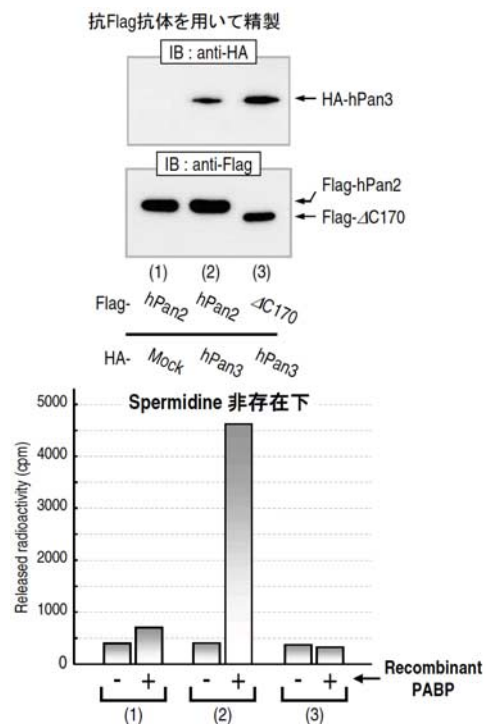 抗Flag抗体を用いて精製
IB : anti-HA
HA-hPan3
IB : anti-Flag
Flag-hPan2
Flag-ΔC170
(1) (2) (3)
Flag- hPan2 hPan2 ΔC170
HA- Mock hPan3 hPan3
Spermidine 非存在下
Released radioactivity (cpm)
5000
4000
3000
2000
1000
0
- + - + - +
Recombinant
PABP
(1) (2) (3)